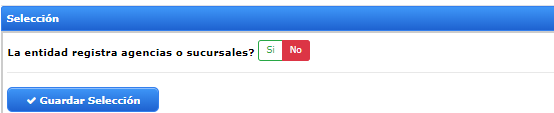 Selección
La entidad registra agencias o sucursales? Si No
Guardar Selección